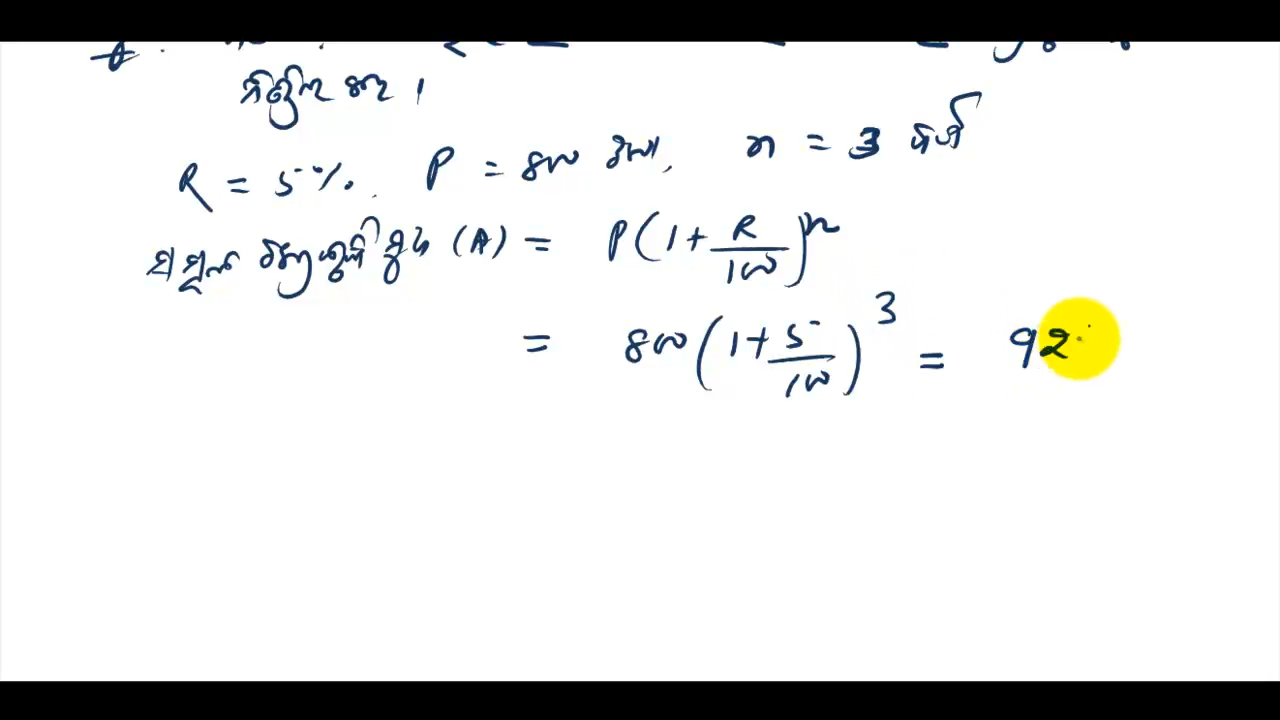 ନିର୍ଣ୍ଣୟ କର ।
R = 5%. P = 800 ଟଙ୍କା, n = 3 ବର୍ଷ
ସମୂଳ ଚକ୍ରବୃଦ୍ଧି ସୁଧ (A) = P(1 + R/100)^n
= 800(1 + 5/100)^3 = 92